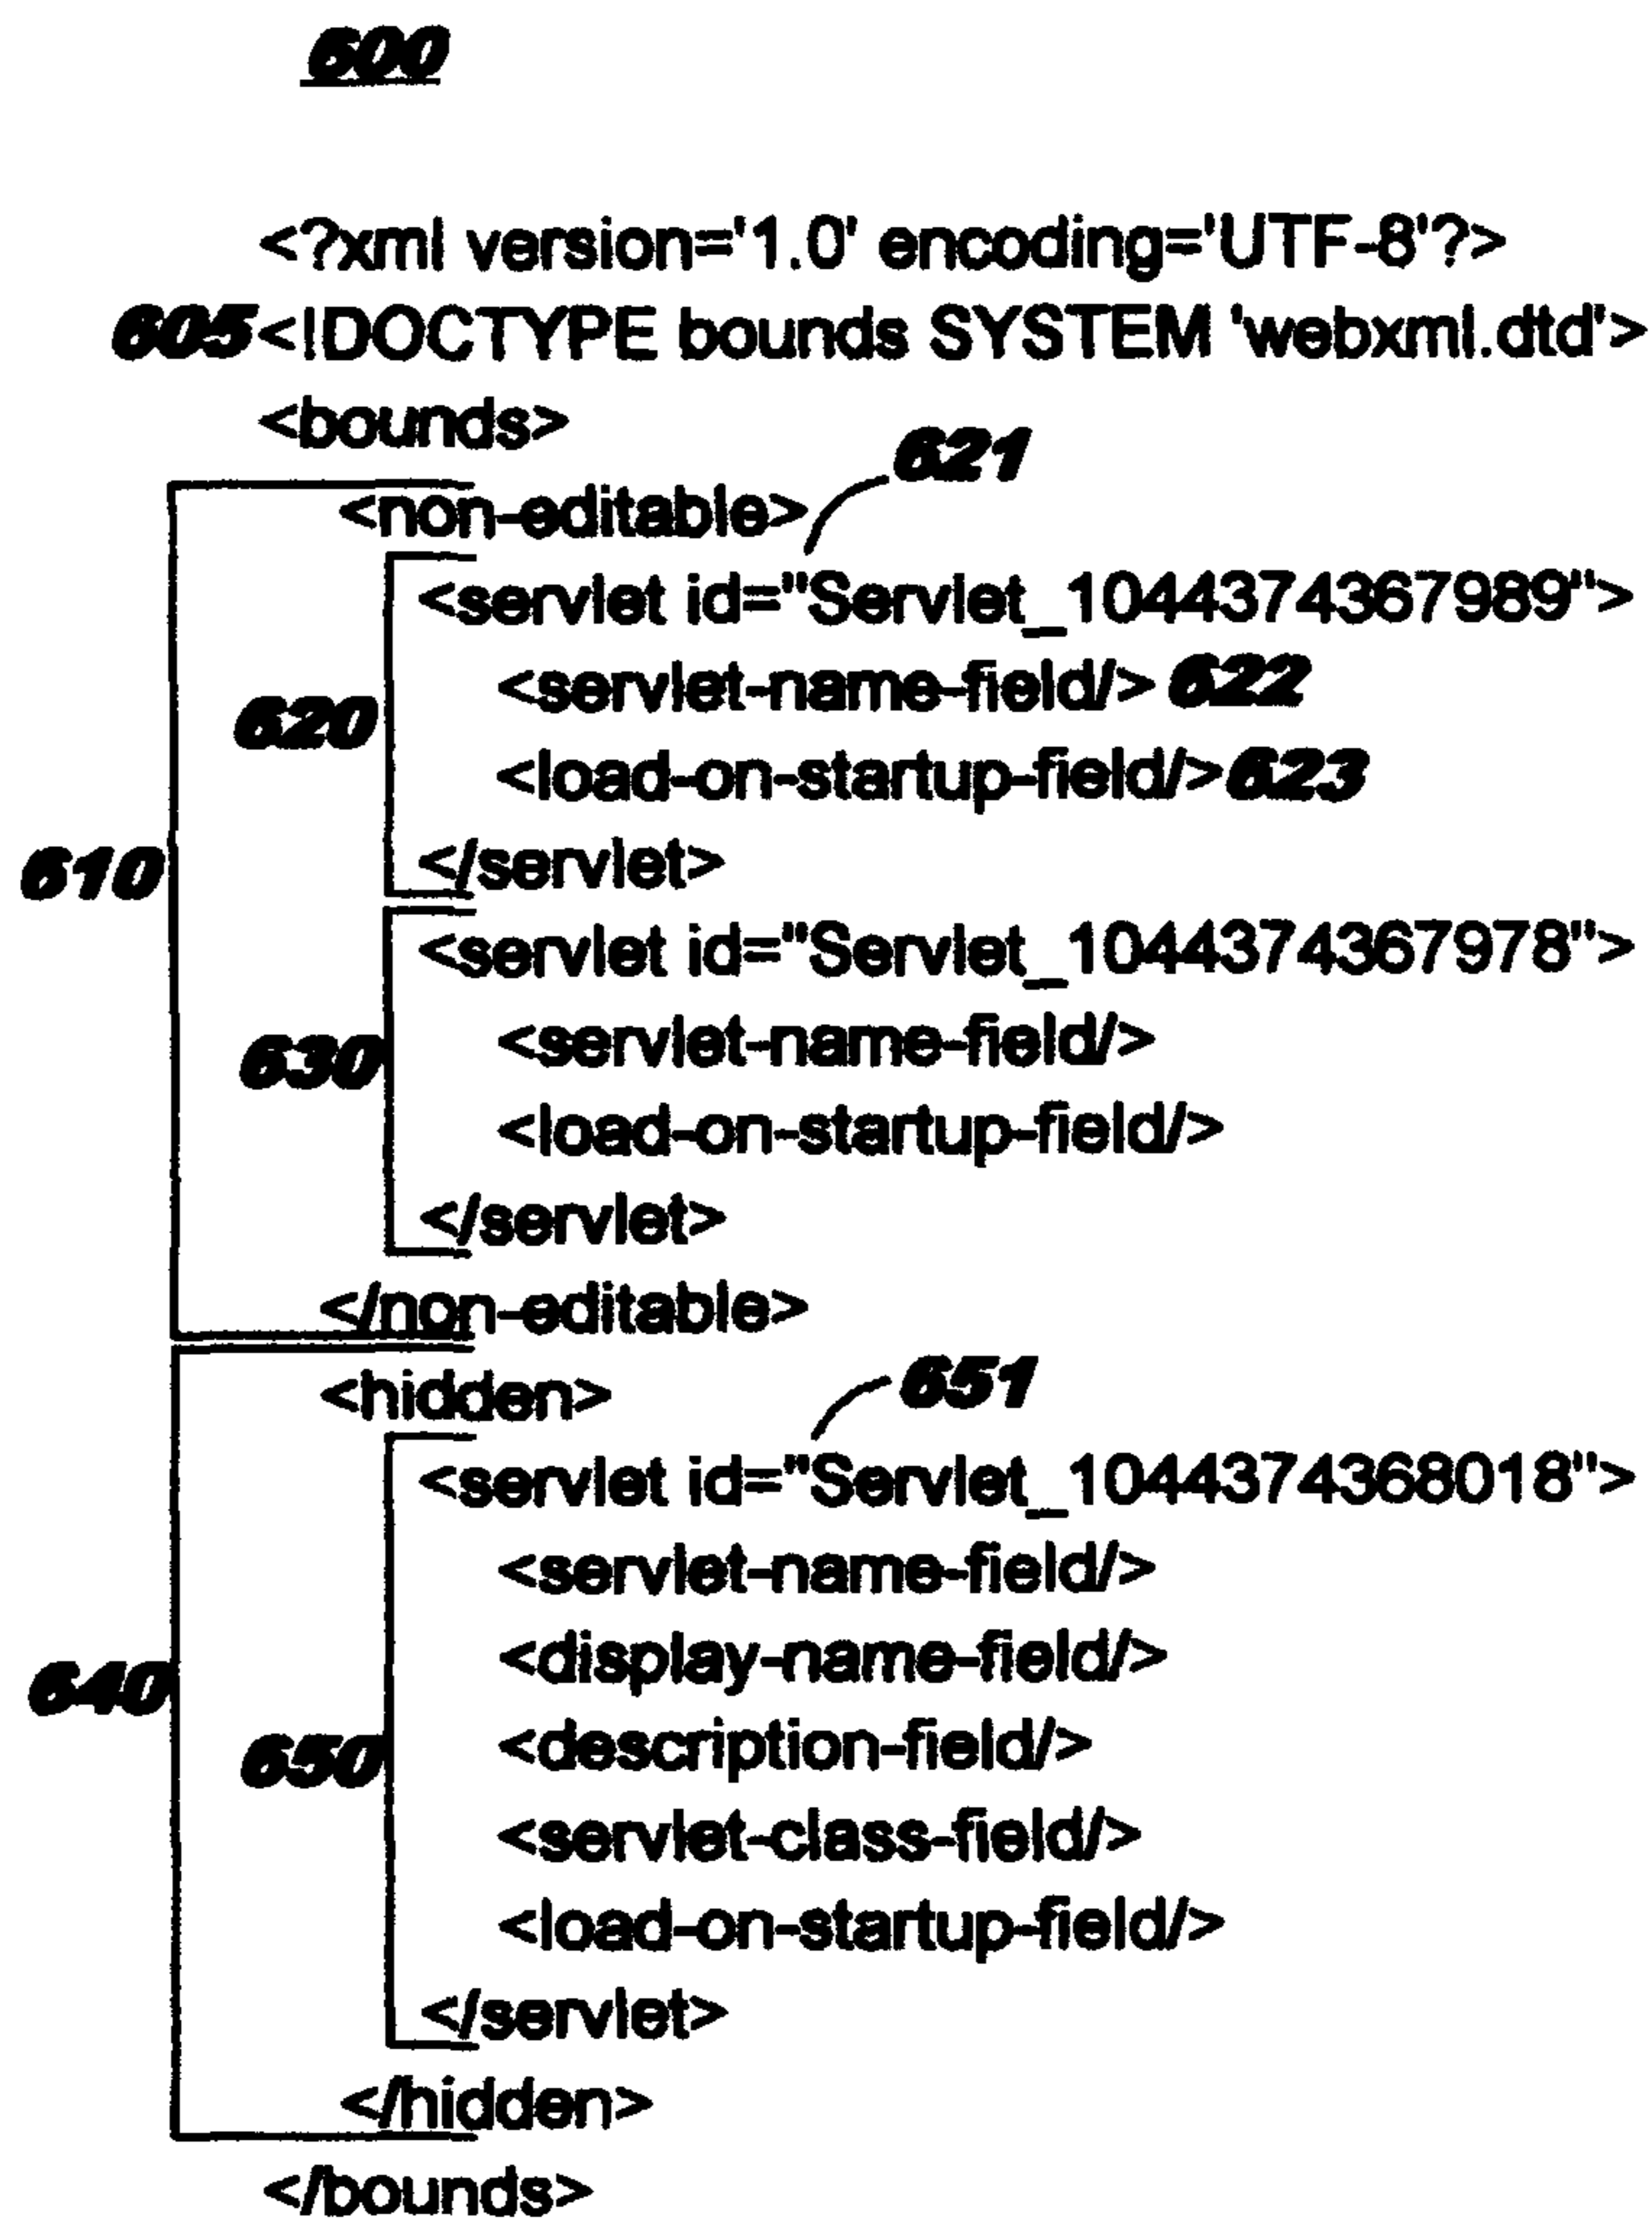 600
<?xml version='1.0' encoding='UTF-8'?>
605 <!DOCTYPE bounds SYSTEM 'webxml.dtd'>
<bounds>
621
<non-editable>
<servlet id="Servlet_1044374367989">
<servlet-name-field/> 622
620
<load-on-startup-field/> 623
</servlet>
610
<servlet id="Servlet_1044374367978">
<servlet-name-field/>
630
<load-on-startup-field/>
</servlet>
</non-editable>
651
<hidden>
<servlet id="Servlet_1044374368018">
<servlet-name-field/>
<display-name-field/>
640
<description-field/>
650
<servlet-class-field/>
<load-on-startup-field/>
</servlet>
</hidden>
</bounds>